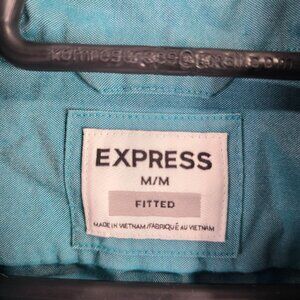 EXPRESS
M/M
FITTED
MADE IN VIETNAM/FABRIQUÉ AU VIETNAM